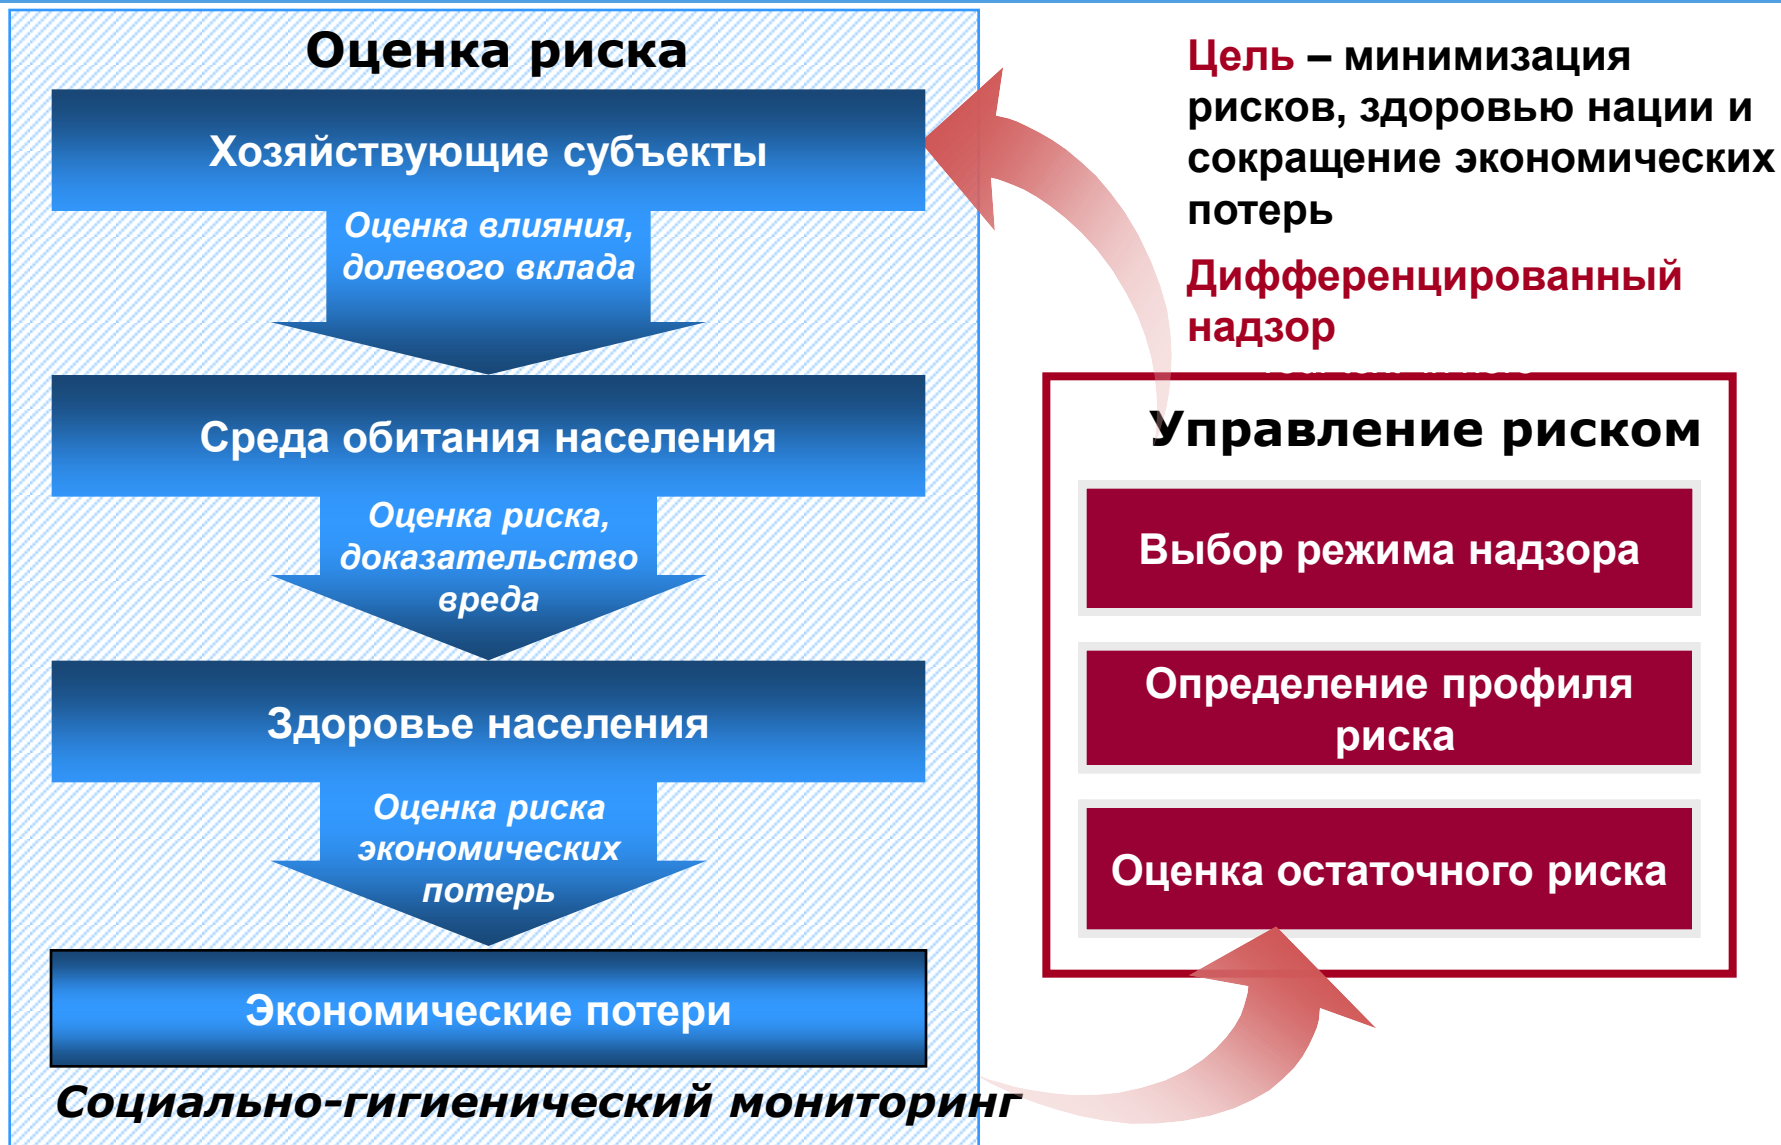 Оценка риска
Хозяйствующие субъекты
Оценка влияния,
долевого вклада
Среда обитания населения
Оценка риска,
доказательство
вреда
Здоровье населения
Оценка риска
экономических
потерь
Экономические потери
Социально-гигиенический мониторинг
Цель – минимизация
рисков, здоровью нации и
сокращение экономических
потерь
Дифференцированный
надзор
Управление риском
Выбор режима надзора
Определение профиля
риска
Оценка остаточного риска